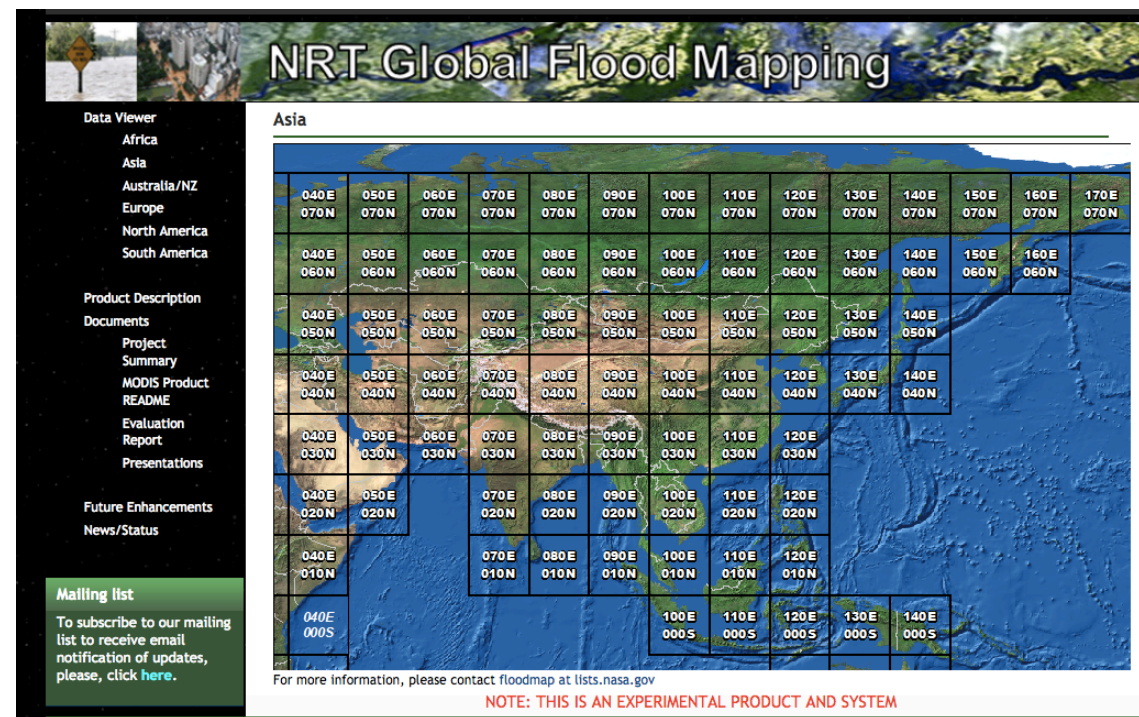 NRT Global Flood Mapping
Data Viewer
Africa
Asia
Australia/NZ
Europe
North America
South America
Product Description
Documents
Project
Summary
MODIS Product
README
Evaluation
Report
Presentations
Future Enhancements
News/Status
Mailing list
To subscribe to our mailing
list to receive email
notification of updates,
please, click here.
Asia
040E 050E 060E 070E 080E 090E 100E 110E 120E 130E 140E 150E 160E 170E
070N 070N 070N 070N 070N 070N 070N 070N 070N 070N 070N 070N 070N 070N
040E 050E 060E 070E 080E 090E 100E 110E 120E 130E 140E 150E 160E
060N 060N 060N 060N 060N 060N 060N 060N 060N 060N 060N 060N 060N
040E 050E 060E 070E 080E 090E 100E 110E 120E 130E 140E
050N 050N 050N 050N 050N 050N 050N 050N 050N 050N 050N
040E 050E 060E 070E 080E 090E 100E 110E 120E 130E 140E
040N 040N 040N 040N 040N 040N 040N 040N 040N 040N 040N
040E 050E 060E 070E 080E 090E 100E 110E 120E
030N 030N 030N 030N 030N 030N 030N 030N 030N
040E 050E 070E 080E 090E 100E 110E 120E
020N 020N 020N 020N 020N 020N 020N 020N
040E 070E 080E 090E 100E 110E 120E
010N 010N 010N 010N 010N 010N 010N
040E 100E 110E 120E 130E 140E
000S 000S 000S 000S 000S 000S
For more information, please contact floodmap at lists.nasa.gov
NOTE: THIS IS AN EXPERIMENTAL PRODUCT AND SYSTEM